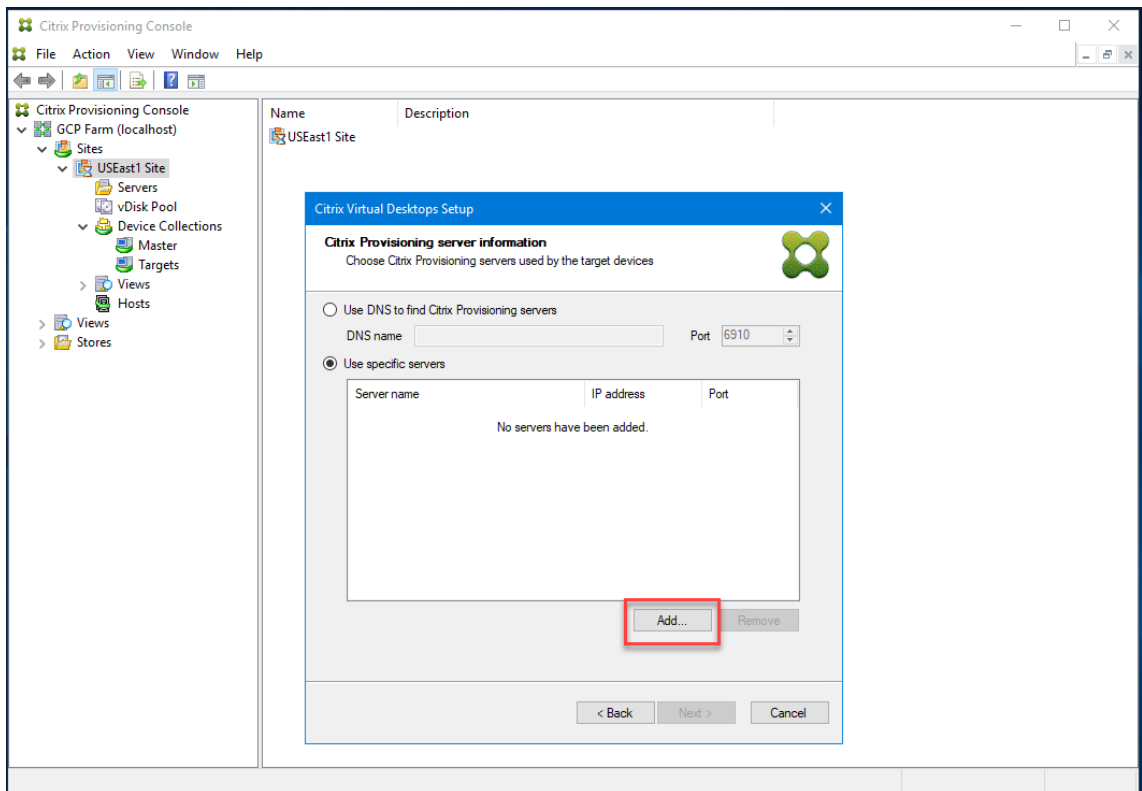 Citrix Provisioning Console
File Action View Window Help
Citrix Provisioning Console
GCP Farm (localhost)
Sites
USEast1 Site
Servers
vDisk Pool
Device Collections
Master
Targets
Views
Hosts
Views
Stores
Name Description
USEast1 Site
Citrix Virtual Desktops Setup
Citrix Provisioning server information
Choose Citrix Provisioning servers used by the target devices
Use DNS to find Citrix Provisioning servers
DNS name Port 6910
Use specific servers
Server name IP address Port
No servers have been added.
Add... Remove
< Back Next > Cancel